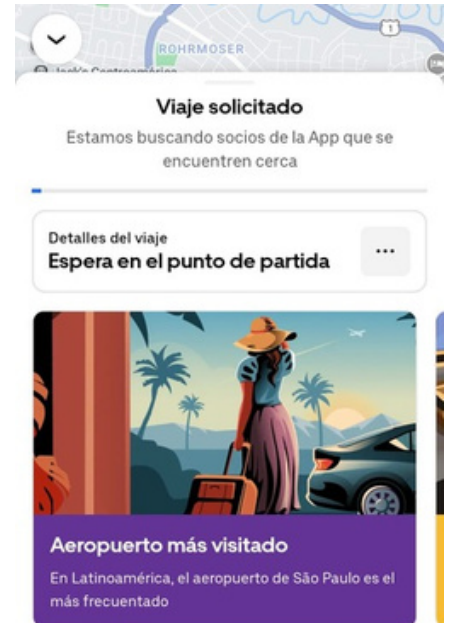 ROHRMOSER
1
Jack's Centroamérica
Viaje solicitado
Estamos buscando socios de la App que se
encuentren cerca
Detalles del viaje
Espera en el punto de partida
Aeropuerto más visitado
En Latinoamérica, el aeropuerto de São Paulo es el
más frecuentado